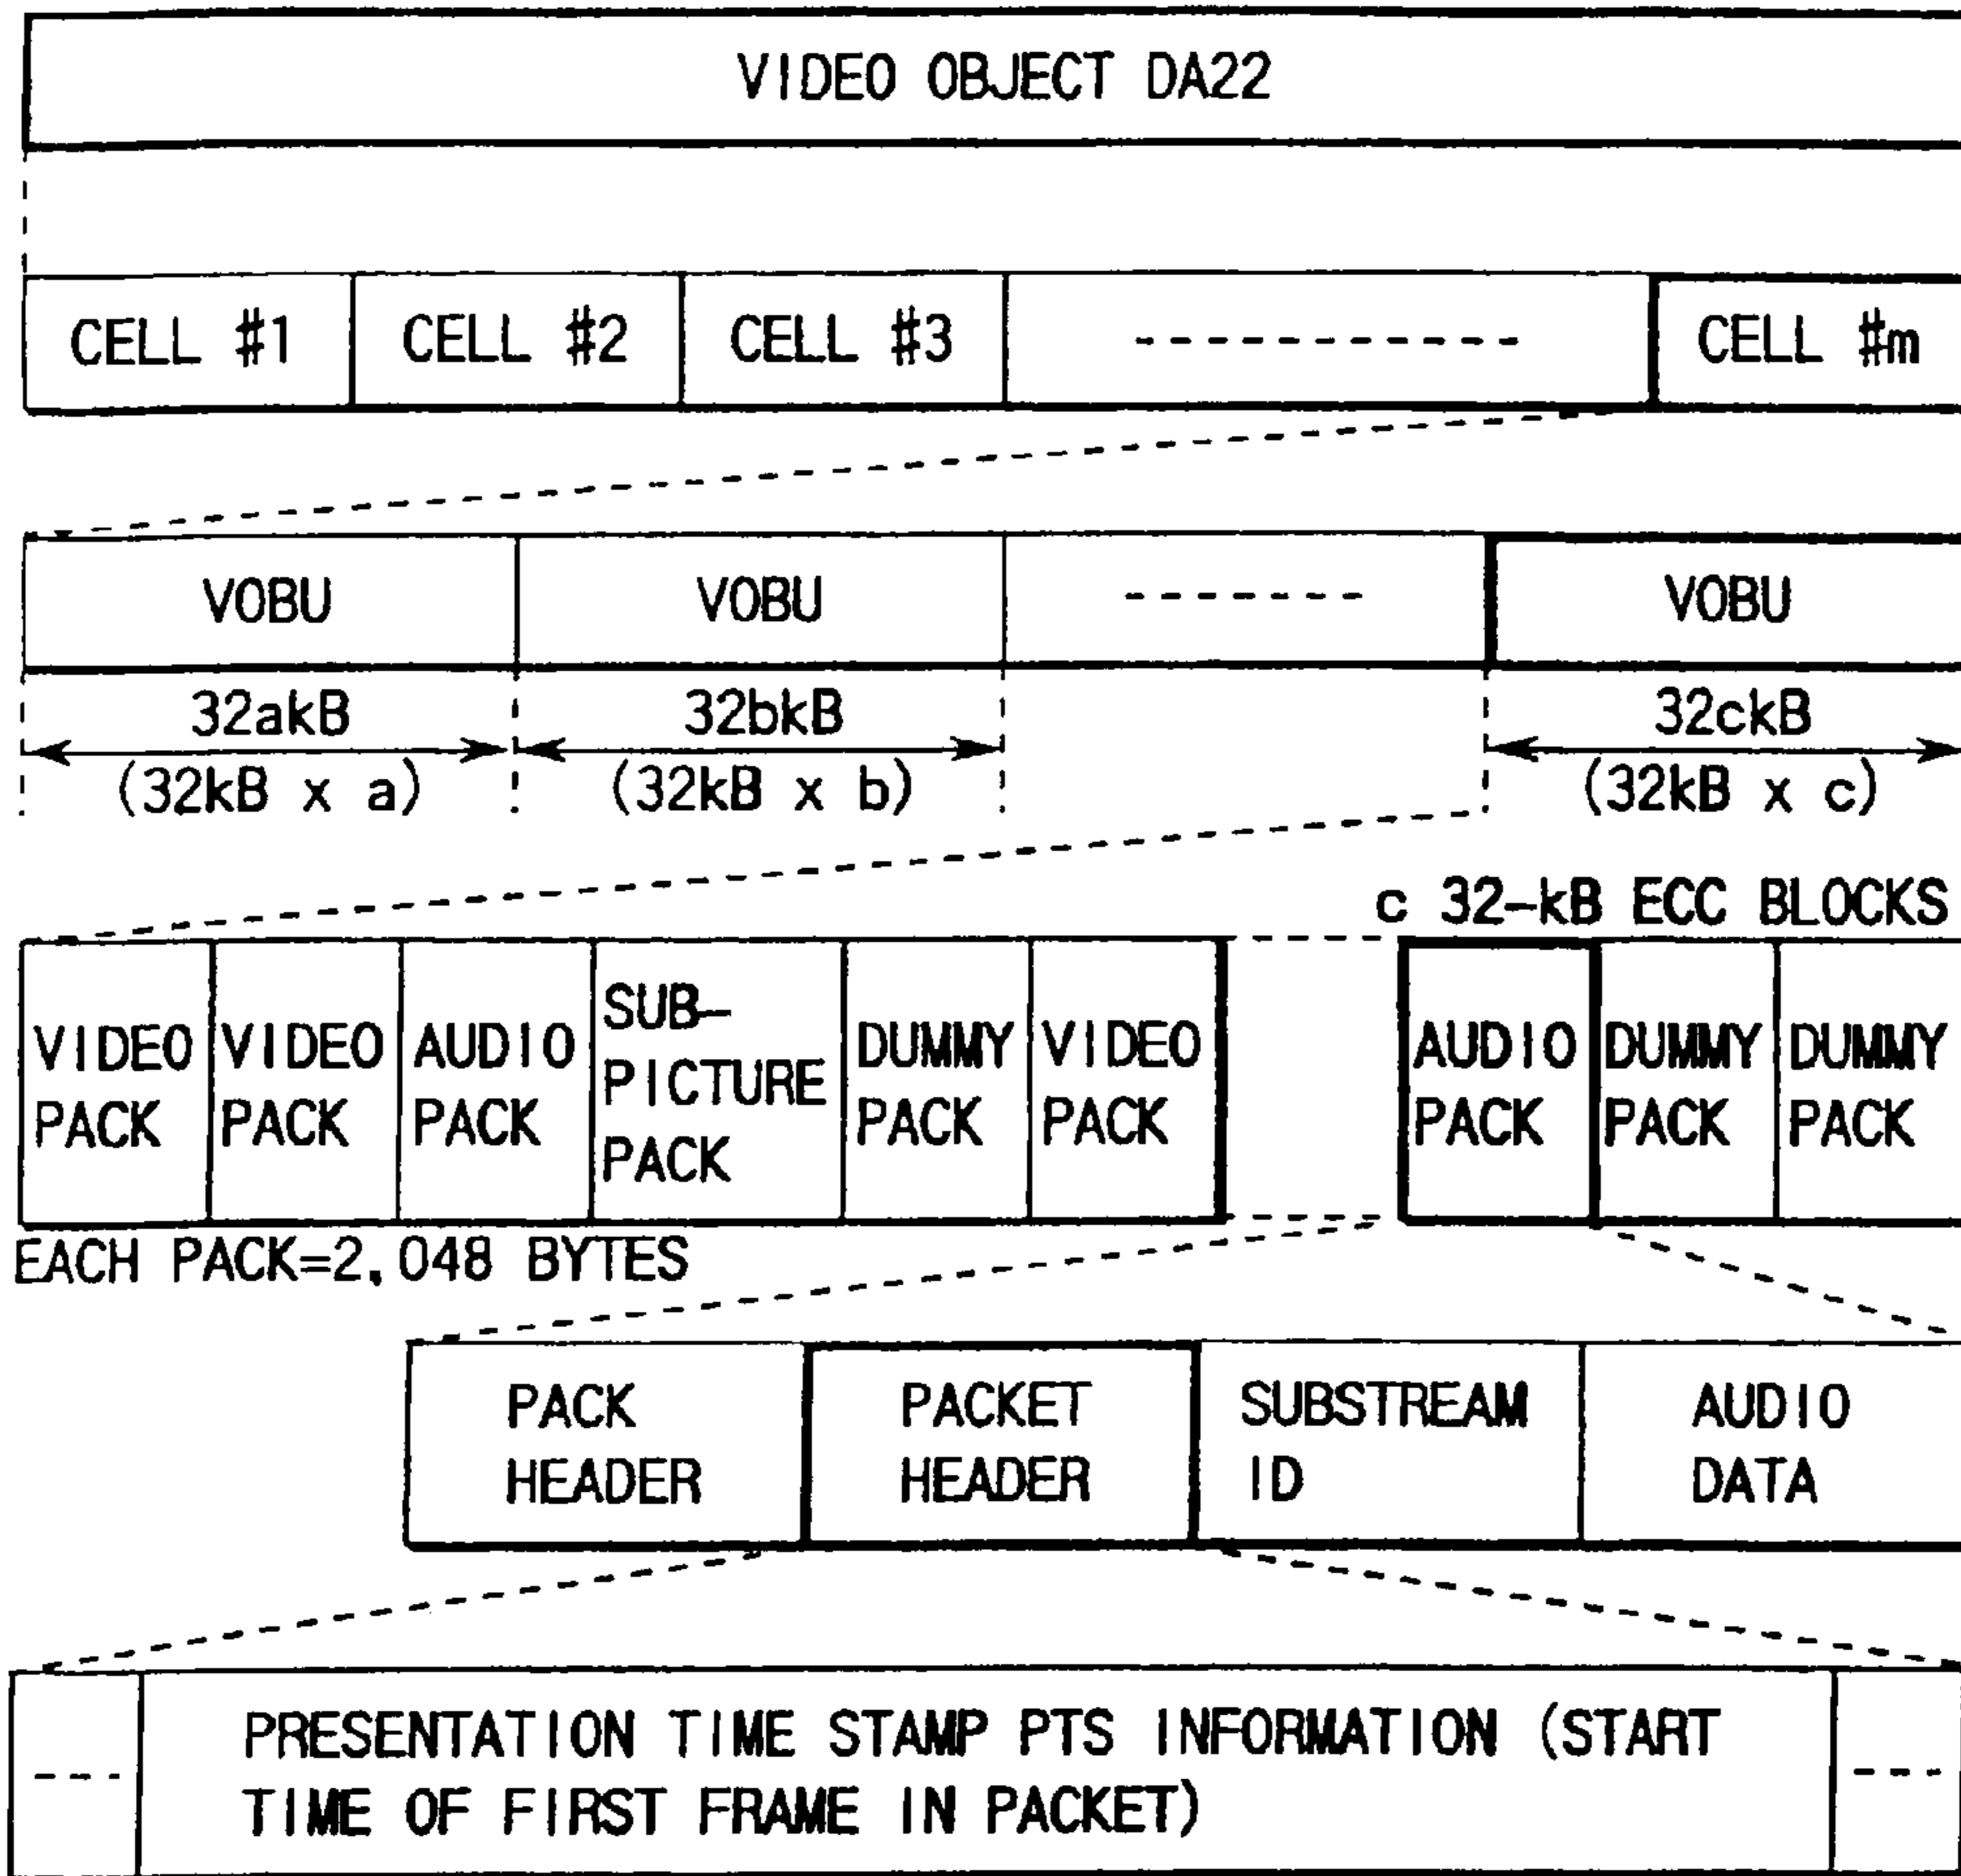 VIDEO OBJECT DA22
CELL #1 CELL #2 CELL #3 ------------ CELL #m
VOBU VOBU ------- VOBU
32akB 32bkB 32ckB
(32kB x a) (32kB x b) (32kB x c)
c 32-kB ECC BLOCKS
VIDEO PACK
VIDEO PACK
AUDIO PACK
SUB-
PICTURE
PACK
DUMMY PACK
VIDEO PACK
AUDIO PACK
DUMMY PACK
DUMMY PACK
EACH PACK=2,048 BYTES
PACK
HEADER
PACKET
HEADER
SUBSTREAM
ID
AUDIO
DATA
--- PRESENTATION TIME STAMP PTS INFORMATION (START
TIME OF FIRST FRAME IN PACKET) ---